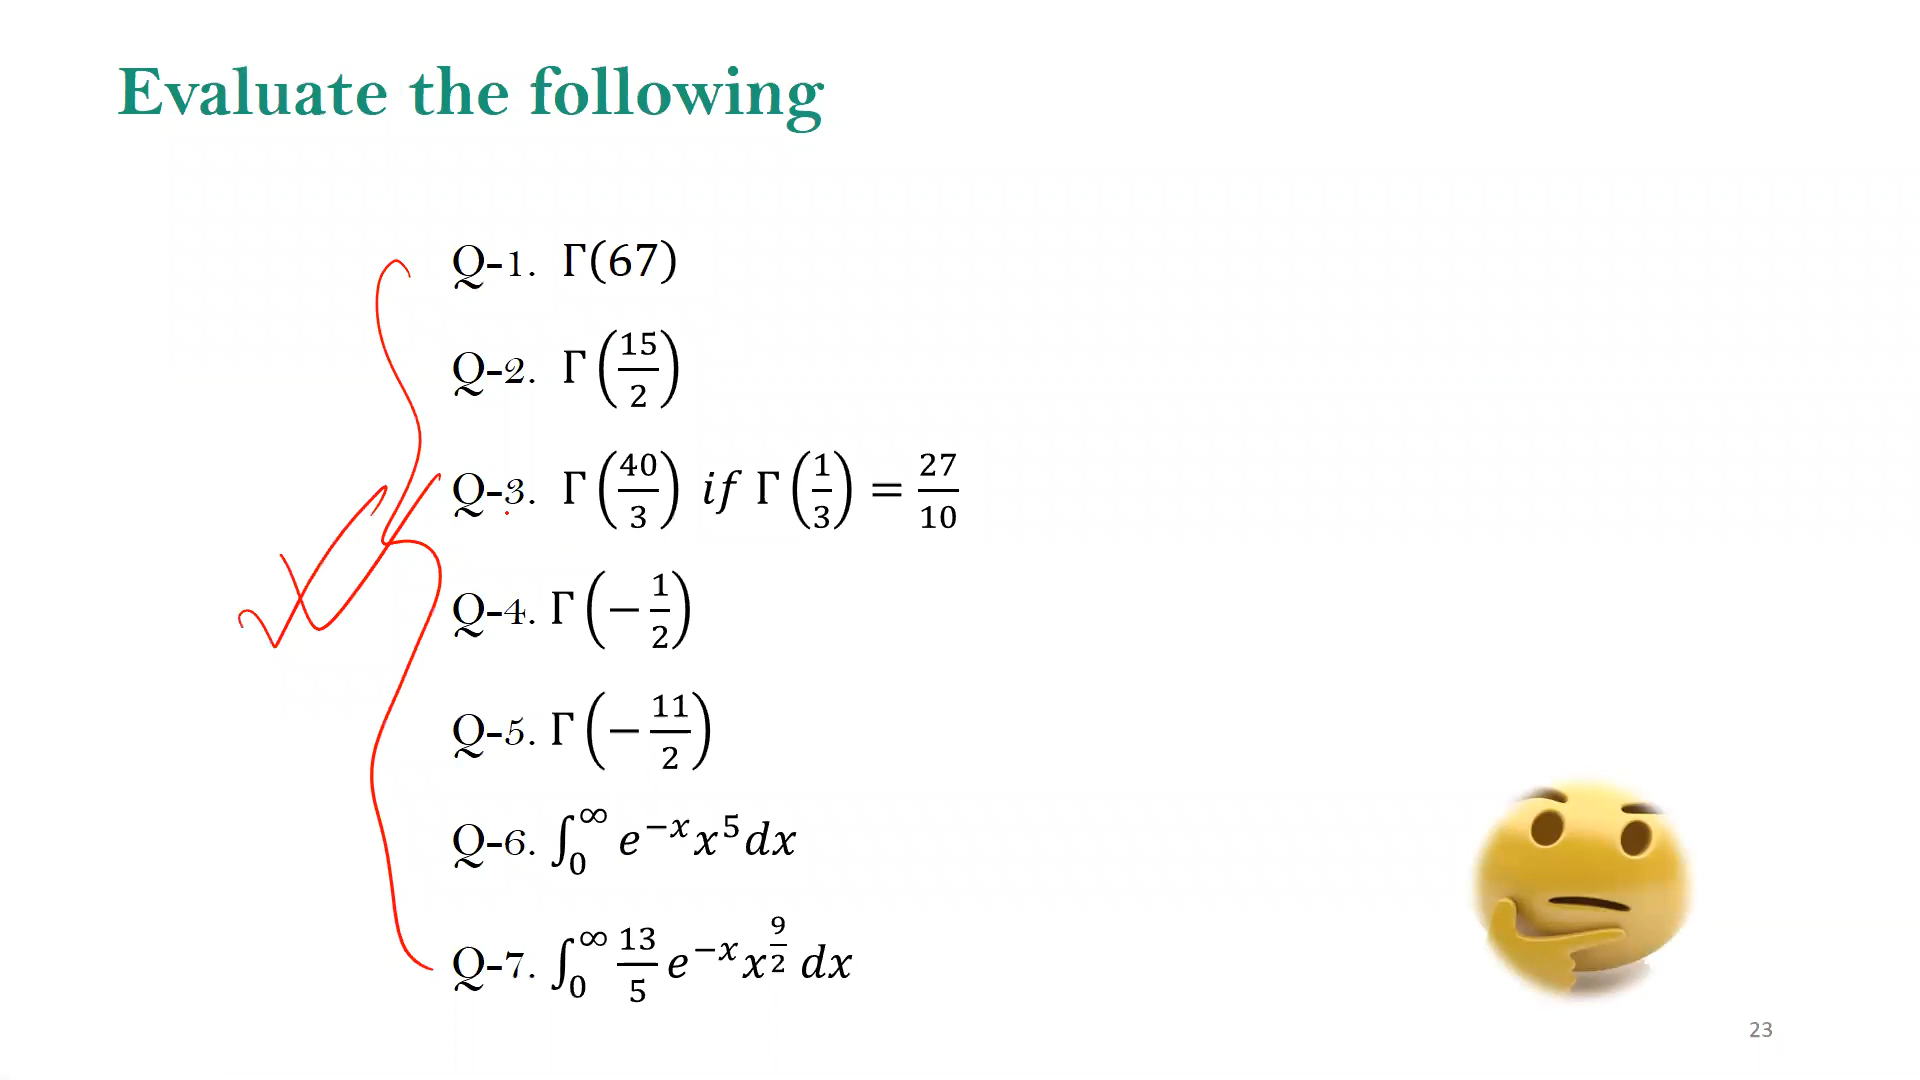 Evaluate the following
Q-1. Γ(67)
Q-2. Γ(15/2)
Q-3. Γ(40/3) if Γ(1/3) = 27/10
Q-4. Γ(−1/2)
Q-5. Γ(−11/2)
Q-6. ∫₀^∞ e^{−x} x^5 dx
Q-7. ∫₀^∞ 13/5 e^{−x} x^{9/2} dx
23